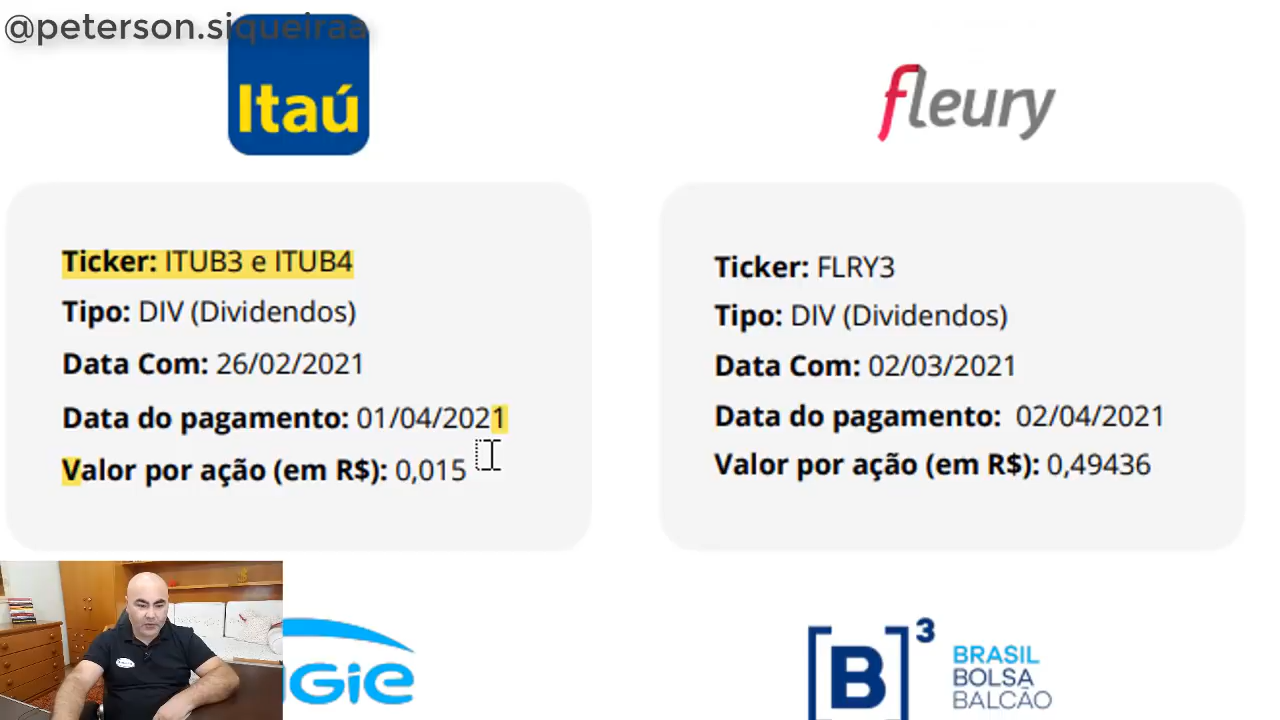 @peterson.siqueiraa
Itaú
fleury
Ticker: ITUB3 e ITUB4
Tipo: DIV (Dividendos)
Data Com: 26/02/2021
Data do pagamento: 01/04/2021
Valor por ação (em R$): 0,015
Ticker: FLRY3
Tipo: DIV (Dividendos)
Data Com: 02/03/2021
Data do pagamento: 02/04/2021
Valor por ação (em R$): 0,49436
GIE
[B]³
BRASIL
BOLSA
BALCÃO